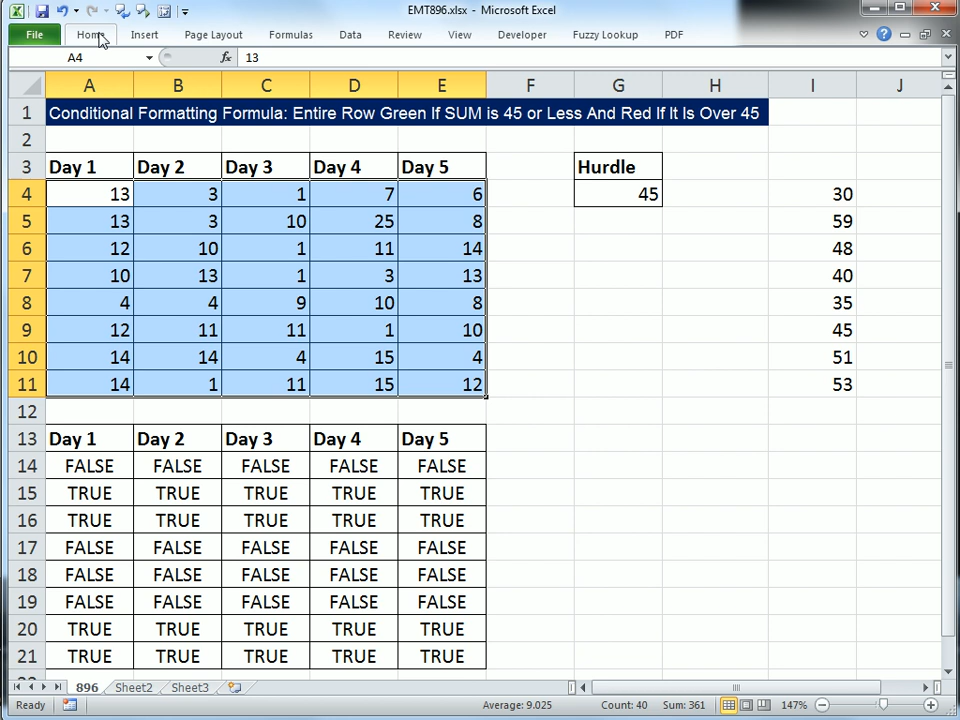 EMT896.xlsx - Microsoft Excel
File Home Insert Page Layout Formulas Data Review View Developer Fuzzy Lookup PDF
A4 fx 13
A B C D E F G H I J
1 Conditional Formatting Formula: Entire Row Green If SUM is 45 or Less And Red If It Is Over 45
2
3 Day 1 Day 2 Day 3 Day 4 Day 5 Hurdle
4 13 3 1 7 6 45 30
5 13 3 10 25 8 59
6 12 10 1 11 14 48
7 10 13 1 3 13 40
8 4 4 9 10 8 35
9 12 11 11 1 10 45
10 14 14 4 15 4 51
11 14 1 11 15 12 53
12
13 Day 1 Day 2 Day 3 Day 4 Day 5
14 FALSE FALSE FALSE FALSE FALSE
15 TRUE TRUE TRUE TRUE TRUE
16 TRUE TRUE TRUE TRUE TRUE
17 FALSE FALSE FALSE FALSE FALSE
18 FALSE FALSE FALSE FALSE FALSE
19 FALSE FALSE FALSE FALSE FALSE
20 TRUE TRUE TRUE TRUE TRUE
21 TRUE TRUE TRUE TRUE TRUE
896 Sheet2 Sheet3
Ready Average: 9.025 Count: 40 Sum: 361 147%